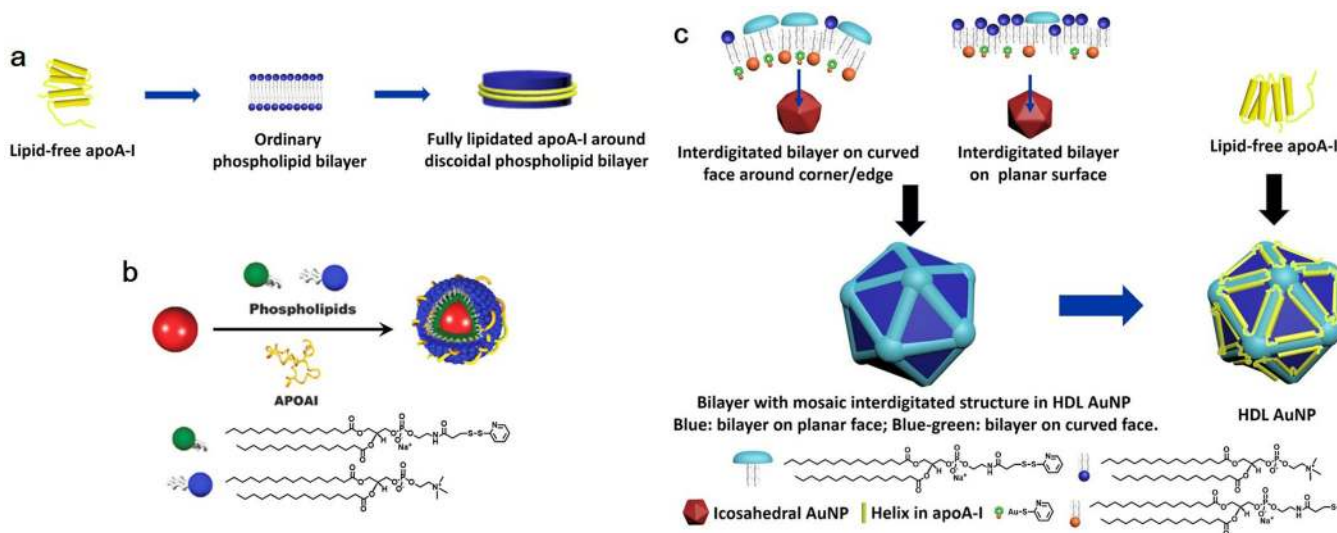 a
Lipid-free apoA-I
Ordinary
phospholipid bilayer
Fully lipidated apoA-I around
discoidal phospholipid bilayer
b
Phospholipids
APOAI
c
Interdigitated bilayer on curved
face around corner/edge
Interdigitated bilayer
on planar surface
Lipid-free apoA-I
Bilayer with mosaic interdigitated structure in HDL AuNP
Blue: bilayer on planar face; Blue-green: bilayer on curved face.
HDL AuNP
Icosahedral AuNP
Helix in apoA-I
Au-S